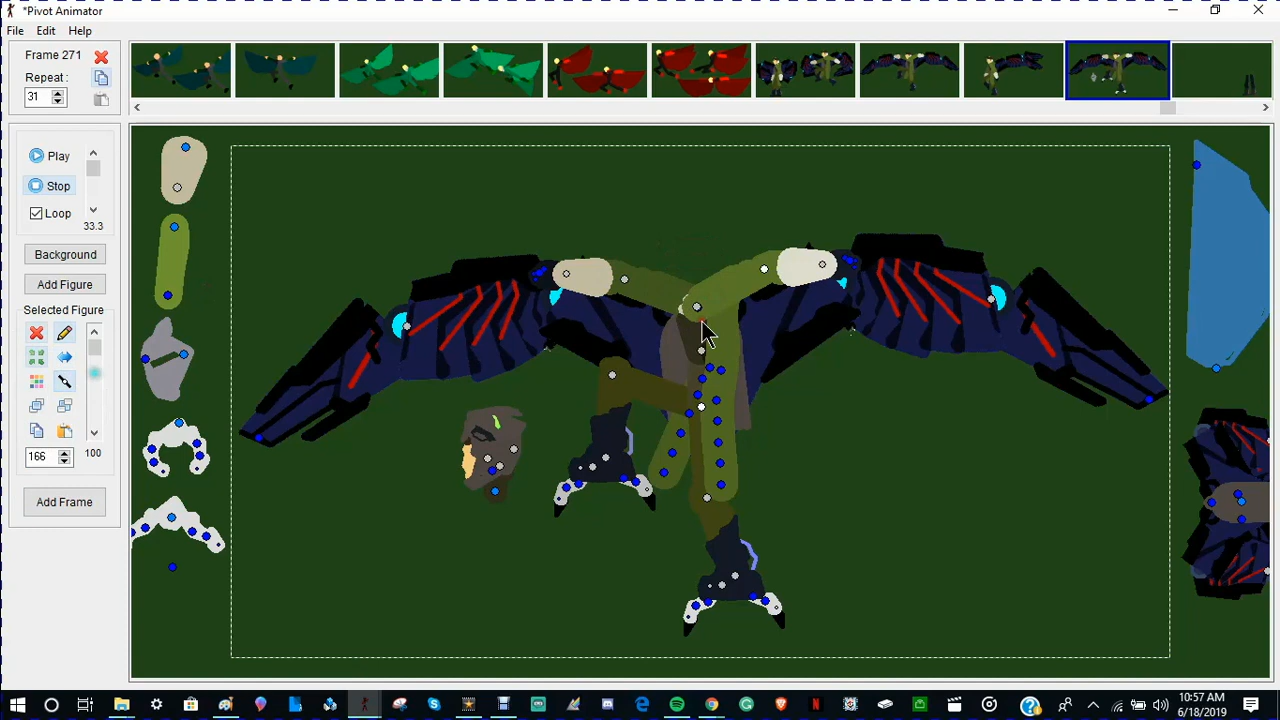 *Pivot Animator
File Edit Help
Frame 271
Repeat :
31
Play
Stop
Loop
33.3
Background
Add Figure
Selected Figure
166
100
Add Frame
10:57 AM
6/18/2019